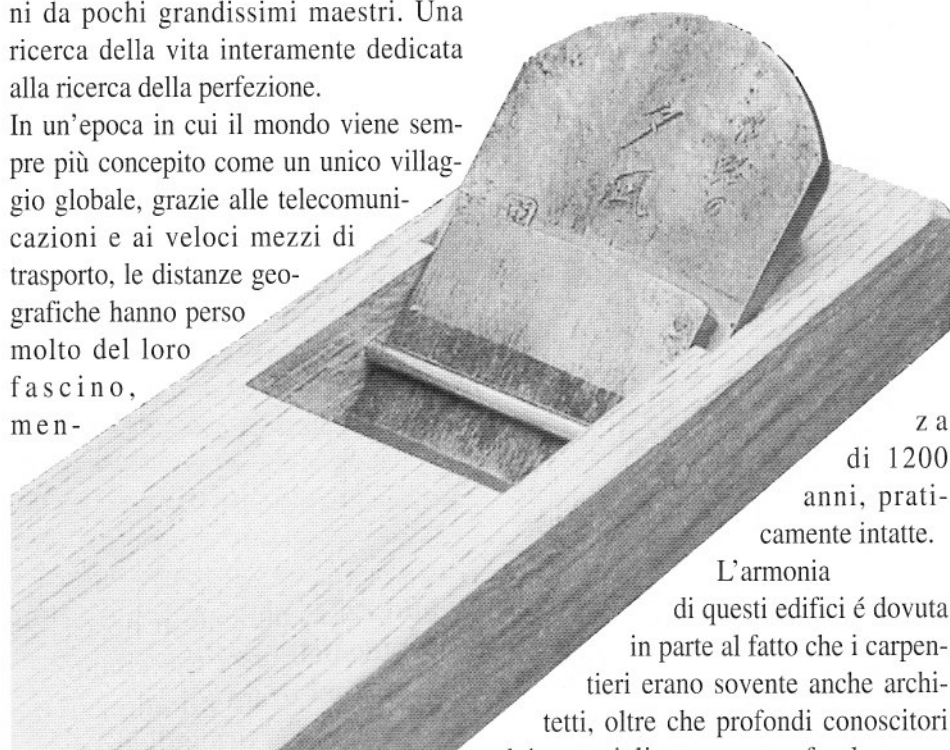 ni da pochi grandissimi maestri. Una
ricerca della vita interamente dedicata
alla ricerca della perfezione.
In un'epoca in cui il mondo viene sem-
pre più concepito come un unico villag-
gio globale, grazie alle telecomuni-
cazioni e ai veloci mezzi di
trasporto, le distanze geo-
grafiche hanno perso
molto del loro
fascino,
men-
za
di 1200
anni, prati-
camente intatte.
L'armonia
di questi edifici é dovuta
in parte al fatto che i carpen-
tieri erano sovente anche archi-
tetti, oltre che profondi conoscitori